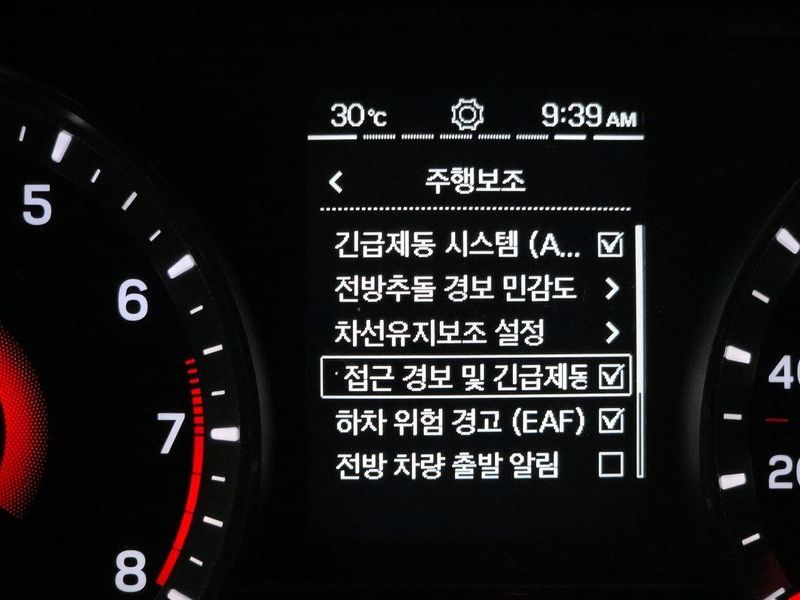 30°C 9:39 AM
주행보조
긴급제동 시스템 (A...
전방추돌 경보 민감도
차선유지보조 설정
접근 경보 및 긴급제동
하차 위험 경고 (EAF)
전방 차량 출발 알림
5
6
7
8
40
20